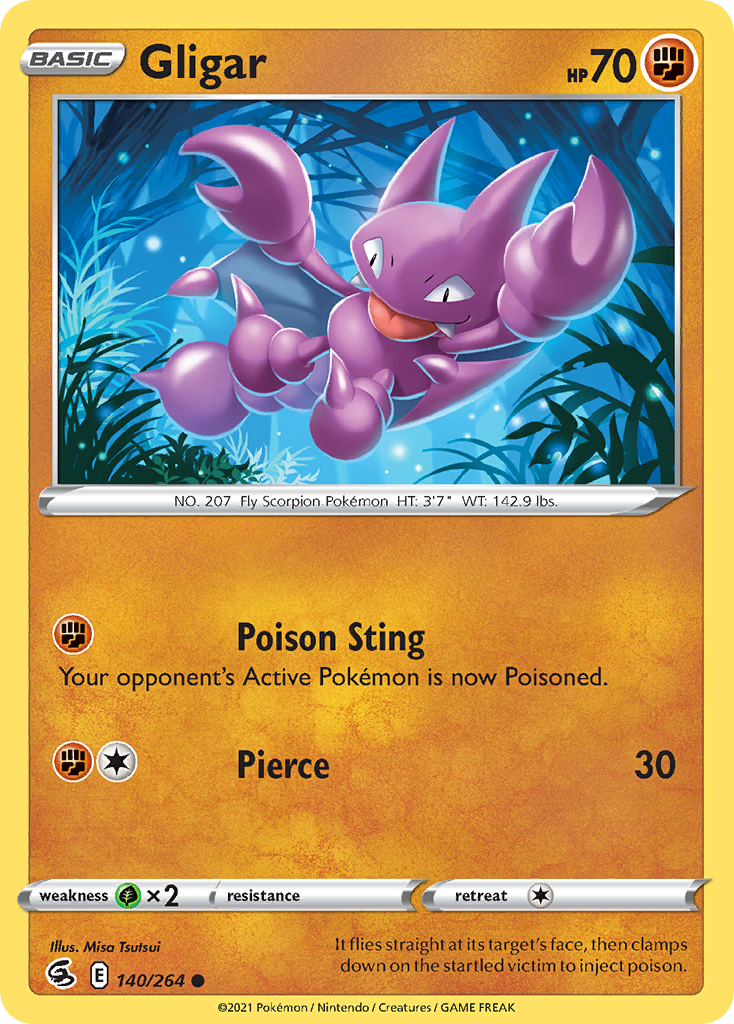 BASIC Gligar HP 70
NO. 207 Fly Scorpion Pokémon HT: 3'7" WT: 142.9 lbs.
Poison Sting
Your opponent's Active Pokémon is now Poisoned.
Pierce 30
weakness ×2 resistance retreat
Illus. Misa Tsutsui
It flies straight at its target's face, then clamps
down on the startled victim to inject poison.
E 140/264
©2021 Pokémon / Nintendo / Creatures / GAME FREAK